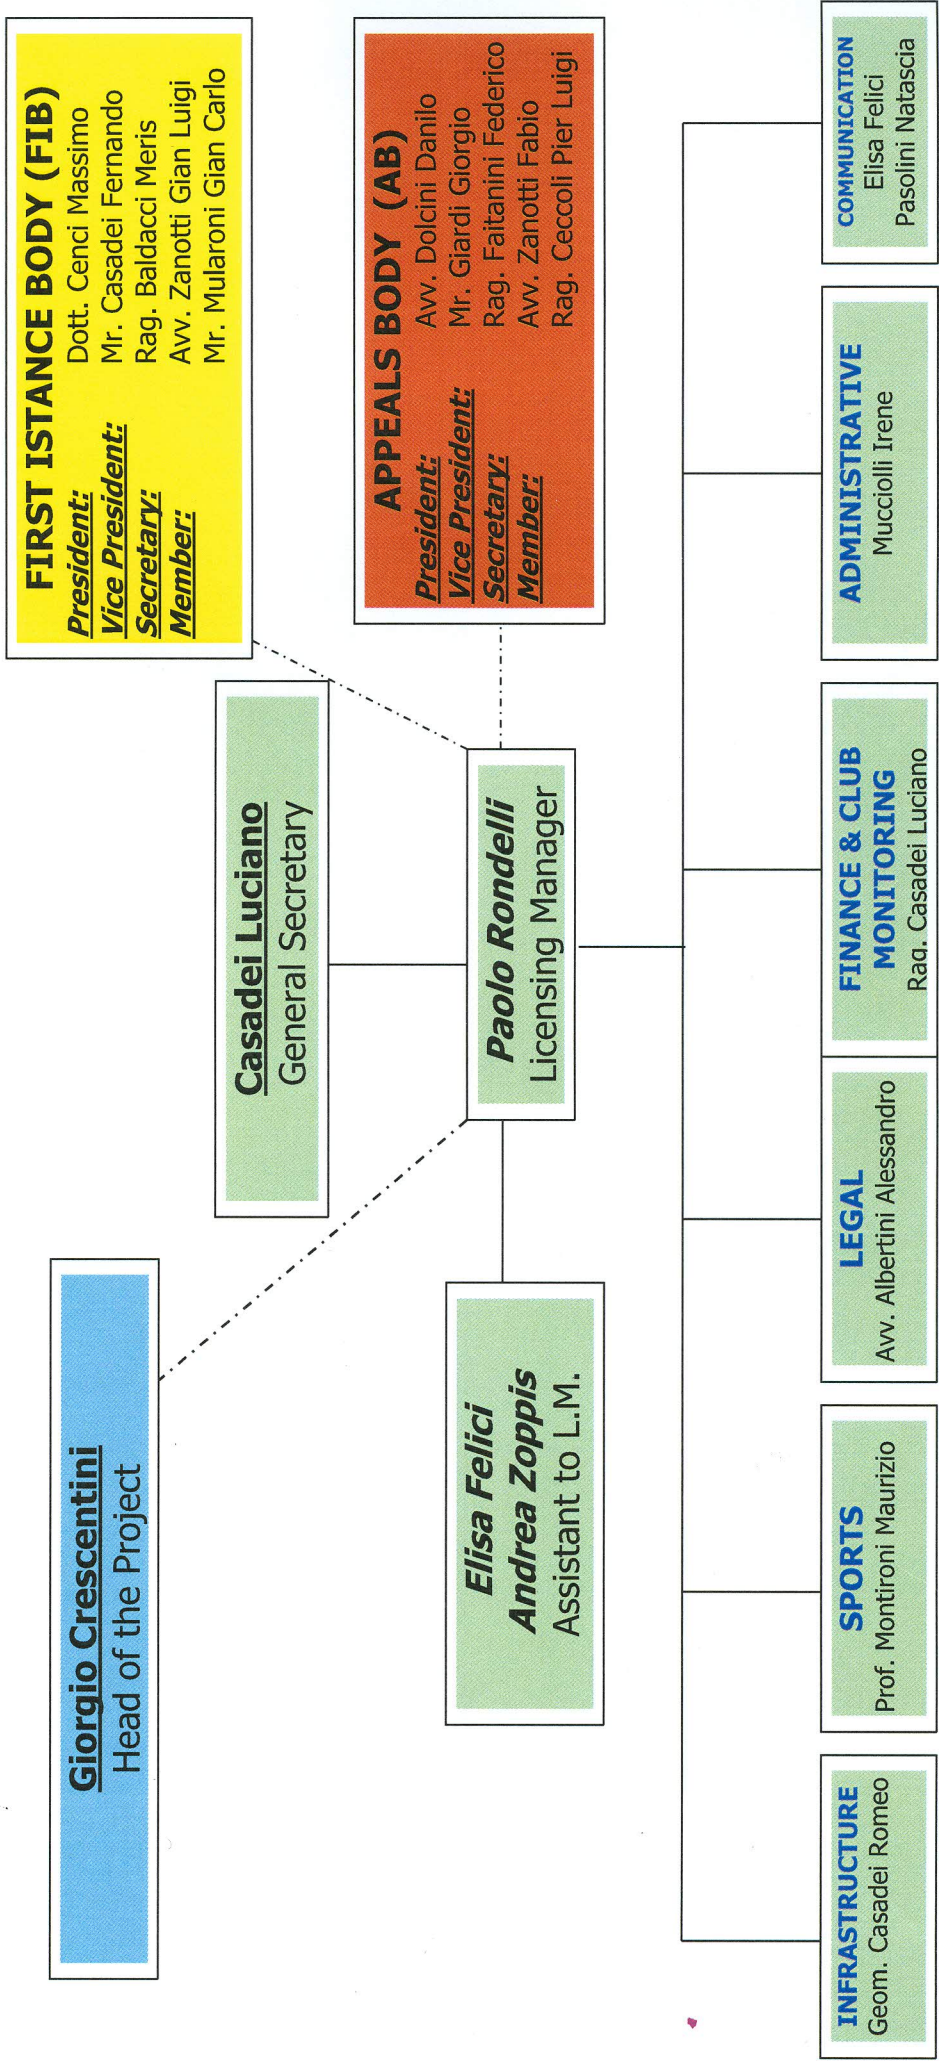 Giorgio Crescentini
Head of the Project
FIRST ISTANCE BODY (FIB)
President: Dott. Cenci Massimo
Vice President: Mr. Casadei Fernando
Secretary: Rag. Baldacci Meris
Member: Avv. Zanotti Gian Luigi
Mr. Mularoni Gian Carlo
Casadei Luciano
General Secretary
APPEALS BODY (AB)
President: Avv. Dolcini Danilo
Vice President: Mr. Giardi Giorgio
Secretary: Rag. Faitanini Federico
Member: Avv. Zanotti Fabio
Rag. Ceccoli Pier Luigi
Elisa Felici
Andrea Zoppis
Assistant to L.M.
Paolo Rondelli
Licensing Manager
INFRASTRUCTURE
Geom. Casadei Romeo
SPORTS
Prof. Montironi Maurizio
LEGAL
Avv. Albertini Alessandro
FINANCE & CLUB
MONITORING
Rag. Casadei Luciano
ADMINISTRATIVE
Mucciolli Irene
COMMUNICATION
Elisa Felici
Pasolini Natascia